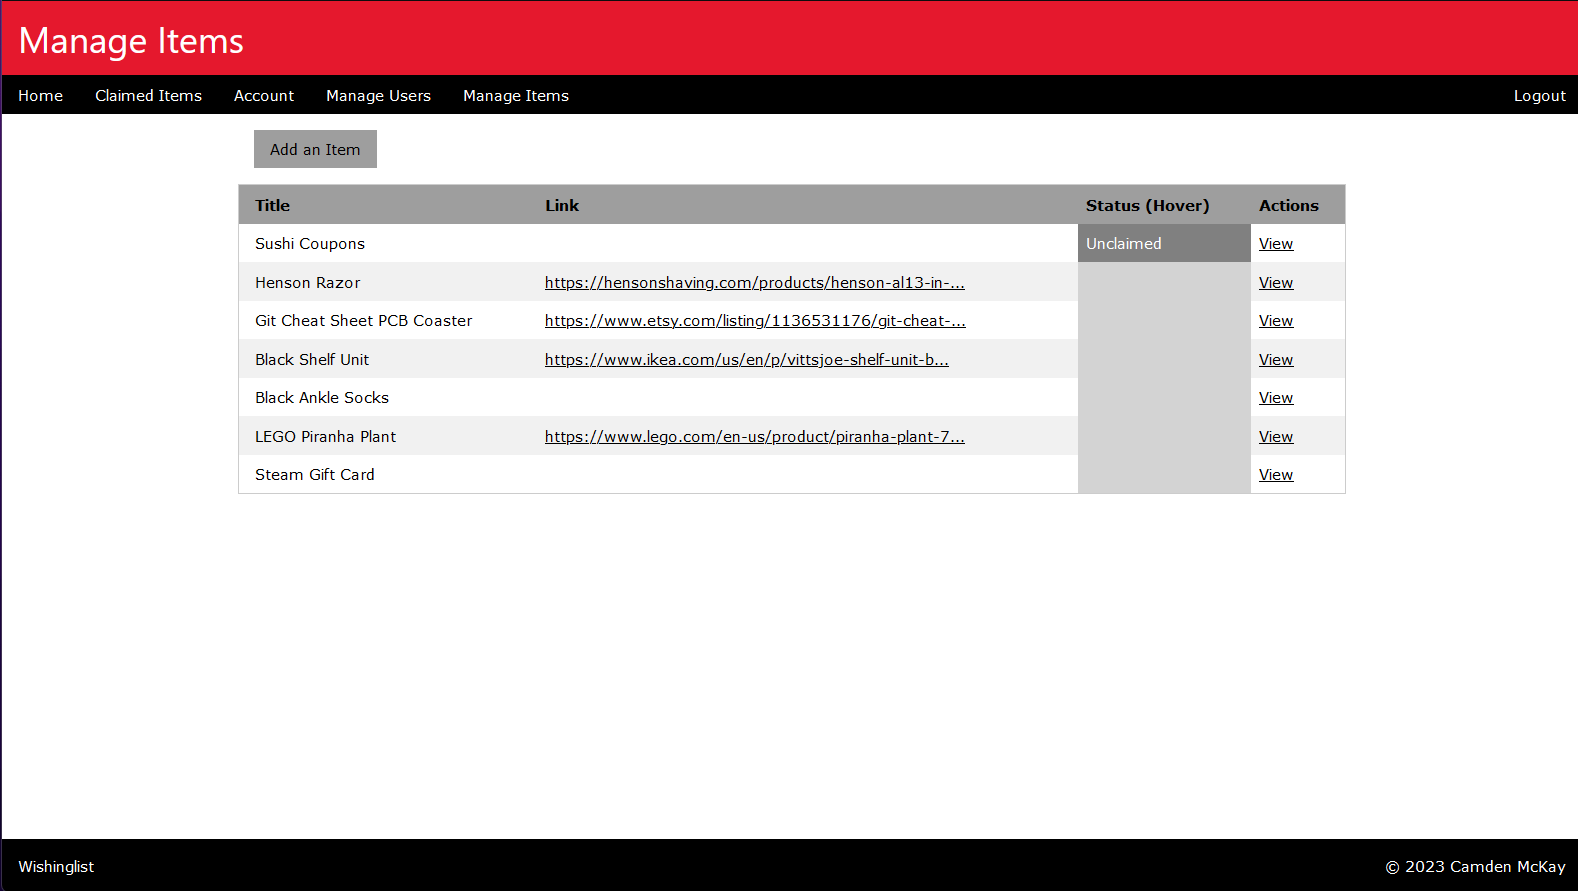 Manage Items
Home Claimed Items Account Manage Users Manage Items Logout
Add an Item
Title Link Status (Hover) Actions
Sushi Coupons Unclaimed View
Henson Razor https://hensonshaving.com/products/henson-al13-in-... View
Git Cheat Sheet PCB Coaster https://www.etsy.com/listing/1136531176/git-cheat-... View
Black Shelf Unit https://www.ikea.com/us/en/p/vittsjoe-shelf-unit-b... View
Black Ankle Socks View
LEGO Piranha Plant https://www.lego.com/en-us/product/piranha-plant-7... View
Steam Gift Card View
Wishinglist © 2023 Camden McKay